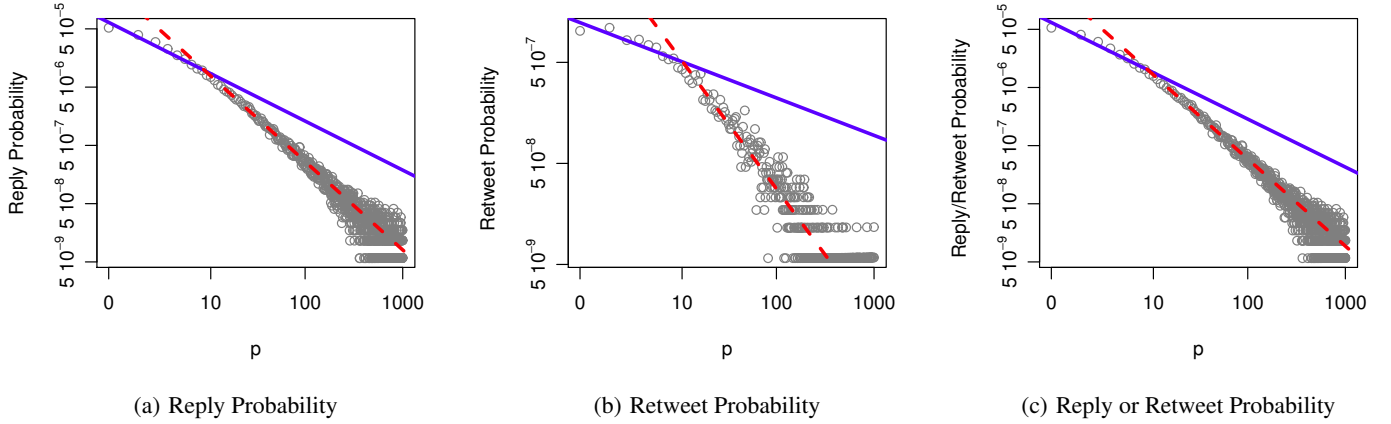 Reply Probability
5 10⁻⁹ 5 10⁻⁸ 5 10⁻⁷ 5 10⁻⁶ 5 10⁻⁵
0 10 100 1000
p
(a) Reply Probability
Retweet Probability
5 10⁻⁹ 5 10⁻⁸ 5 10⁻⁷
0 10 100 1000
p
(b) Retweet Probability
Reply/Retweet Probability
5 10⁻⁹ 5 10⁻⁸ 5 10⁻⁷ 5 10⁻⁶ 5 10⁻⁵
0 10 100 1000
p
(c) Reply or Retweet Probability